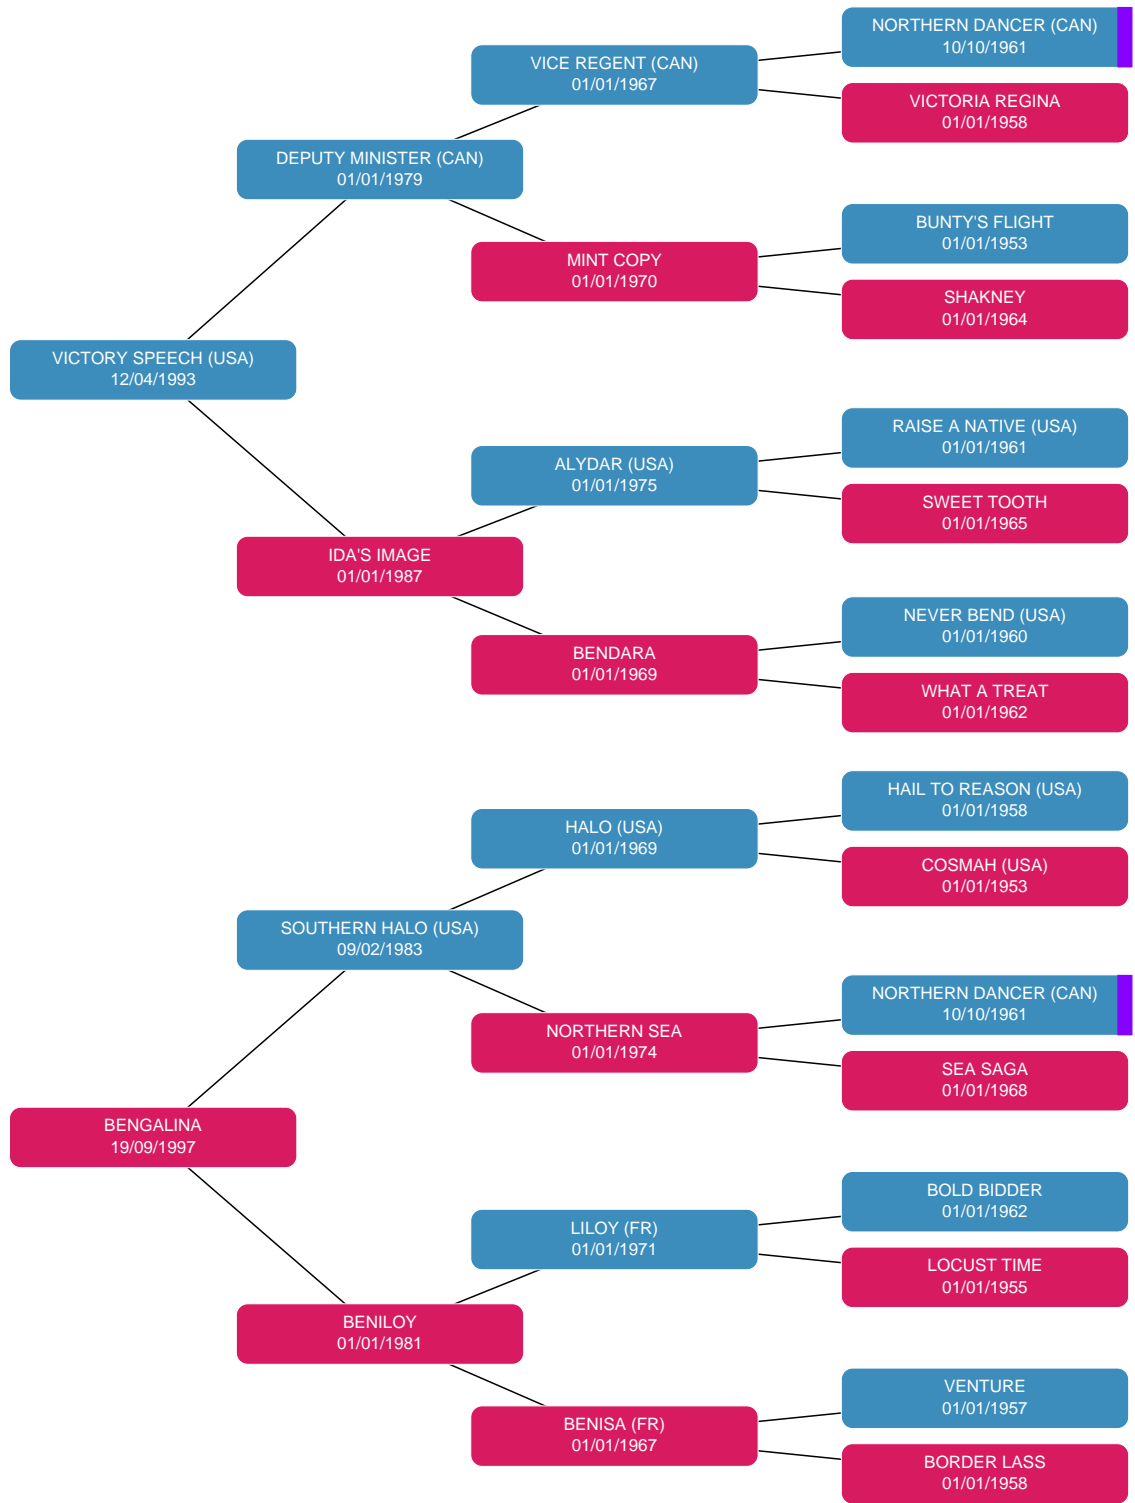 NORTHERN DANCER (CAN)
10/10/1961
VICE REGENT (CAN)
01/01/1967
VICTORIA REGINA
01/01/1958
DEPUTY MINISTER (CAN)
01/01/1979
BUNTY'S FLIGHT
01/01/1953
MINT COPY
01/01/1970
SHAKNEY
01/01/1964
VICTORY SPEECH (USA)
12/04/1993
RAISE A NATIVE (USA)
01/01/1961
ALYDAR (USA)
01/01/1975
SWEET TOOTH
01/01/1965
IDA'S IMAGE
01/01/1987
NEVER BEND (USA)
01/01/1960
BENDARA
01/01/1969
WHAT A TREAT
01/01/1962
HAIL TO REASON (USA)
01/01/1958
HALO (USA)
01/01/1969
COSMAH (USA)
01/01/1953
SOUTHERN HALO (USA)
09/02/1983
NORTHERN DANCER (CAN)
10/10/1961
NORTHERN SEA
01/01/1974
SEA SAGA
01/01/1968
BENGALINA
19/09/1997
BOLD BIDDER
01/01/1962
LILOY (FR)
01/01/1971
LOCUST TIME
01/01/1955
BENILOY
01/01/1981
VENTURE
01/01/1957
BENISA (FR)
01/01/1967
BORDER LASS
01/01/1958